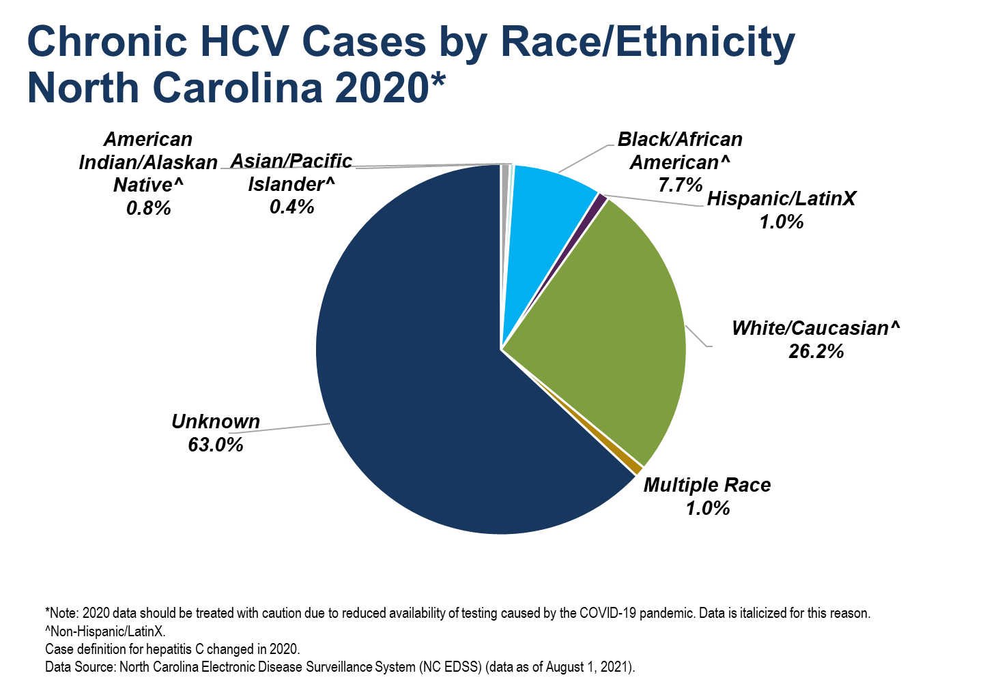 Chronic HCV Cases by Race/Ethnicity
North Carolina 2020*
American
Indian/Alaskan
Native^
0.8%
Asian/Pacific
Islander^
0.4%
Black/African
American^
7.7%
Hispanic/LatinX
1.0%
White/Caucasian^
26.2%
Unknown
63.0%
Multiple Race
1.0%
*Note: 2020 data should be treated with caution due to reduced availability of testing caused by the COVID-19 pandemic. Data is italicized for this reason.
^Non-Hispanic/LatinX.
Case definition for hepatitis C changed in 2020.
Data Source: North Carolina Electronic Disease Surveillance System (NC EDSS) (data as of August 1, 2021).